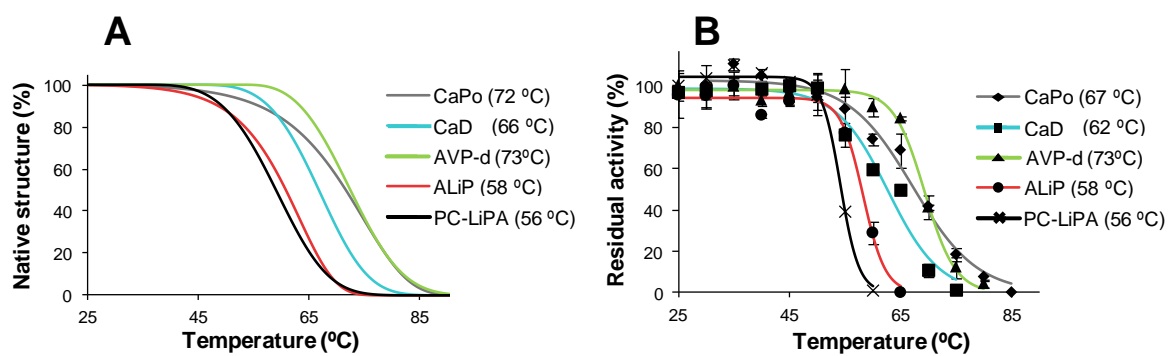 A
Native structure (%)
100
80
60
40
20
0
25
45
65
85
Temperature (ºC)
CaPo (72 ºC)
CaD (66 ºC)
AVP-d (73ºC)
ALiP (58 ºC)
PC-LiPA (56 ºC)
B
Residual activity (%)
100
80
60
40
20
0
25
45
65
85
Temperature (ºC)
CaPo (67 ºC)
CaD (62 ºC)
AVP-d (73ºC)
ALiP (58 ºC)
PC-LiPA (56 ºC)